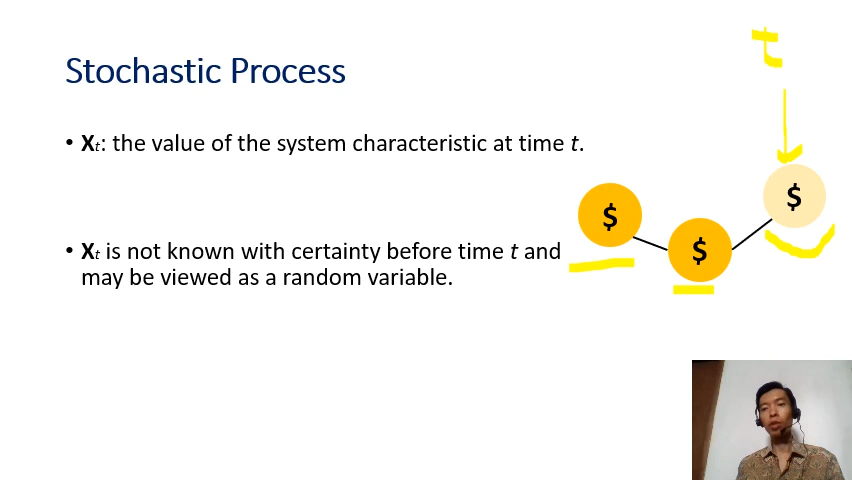 Stochastic Process
• Xt: the value of the system characteristic at time t.
• Xt is not known with certainty before time t and
may be viewed as a random variable.
t
$
$
$